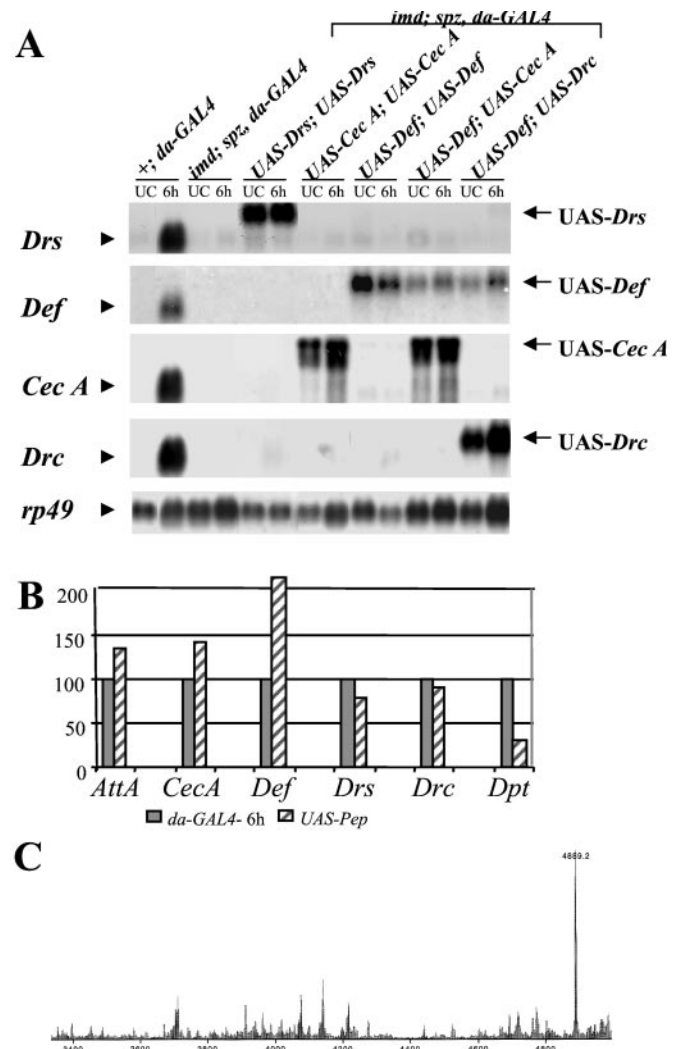 imd; spz, da-GAL4
A
+; da-GAL4
imd; spz, da-GAL4
UAS-Drs; UAS-Drs
UAS-Cec A; UAS-Cec A
UAS-Def; UAS-Def
UAS-Def; UAS-Cec A
UAS-Def; UAS-Drc
UC 6h UC 6h UC 6h UC 6h UC 6h UC 6h UC 6h
Drs
UAS-Drs
Def
UAS-Def
Cec A
UAS-Cec A
Drc
UAS-Drc
rp49
B
200
150
100
50
0
AttA CecA Def Drs Drc Dpt
da-GAL4- 6h UAS-Pep
C
4889.2